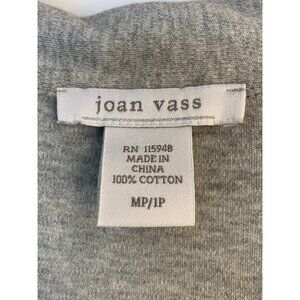 joan vass
RN 115948
MADE IN
CHINA
100% COTTON
MP/1P